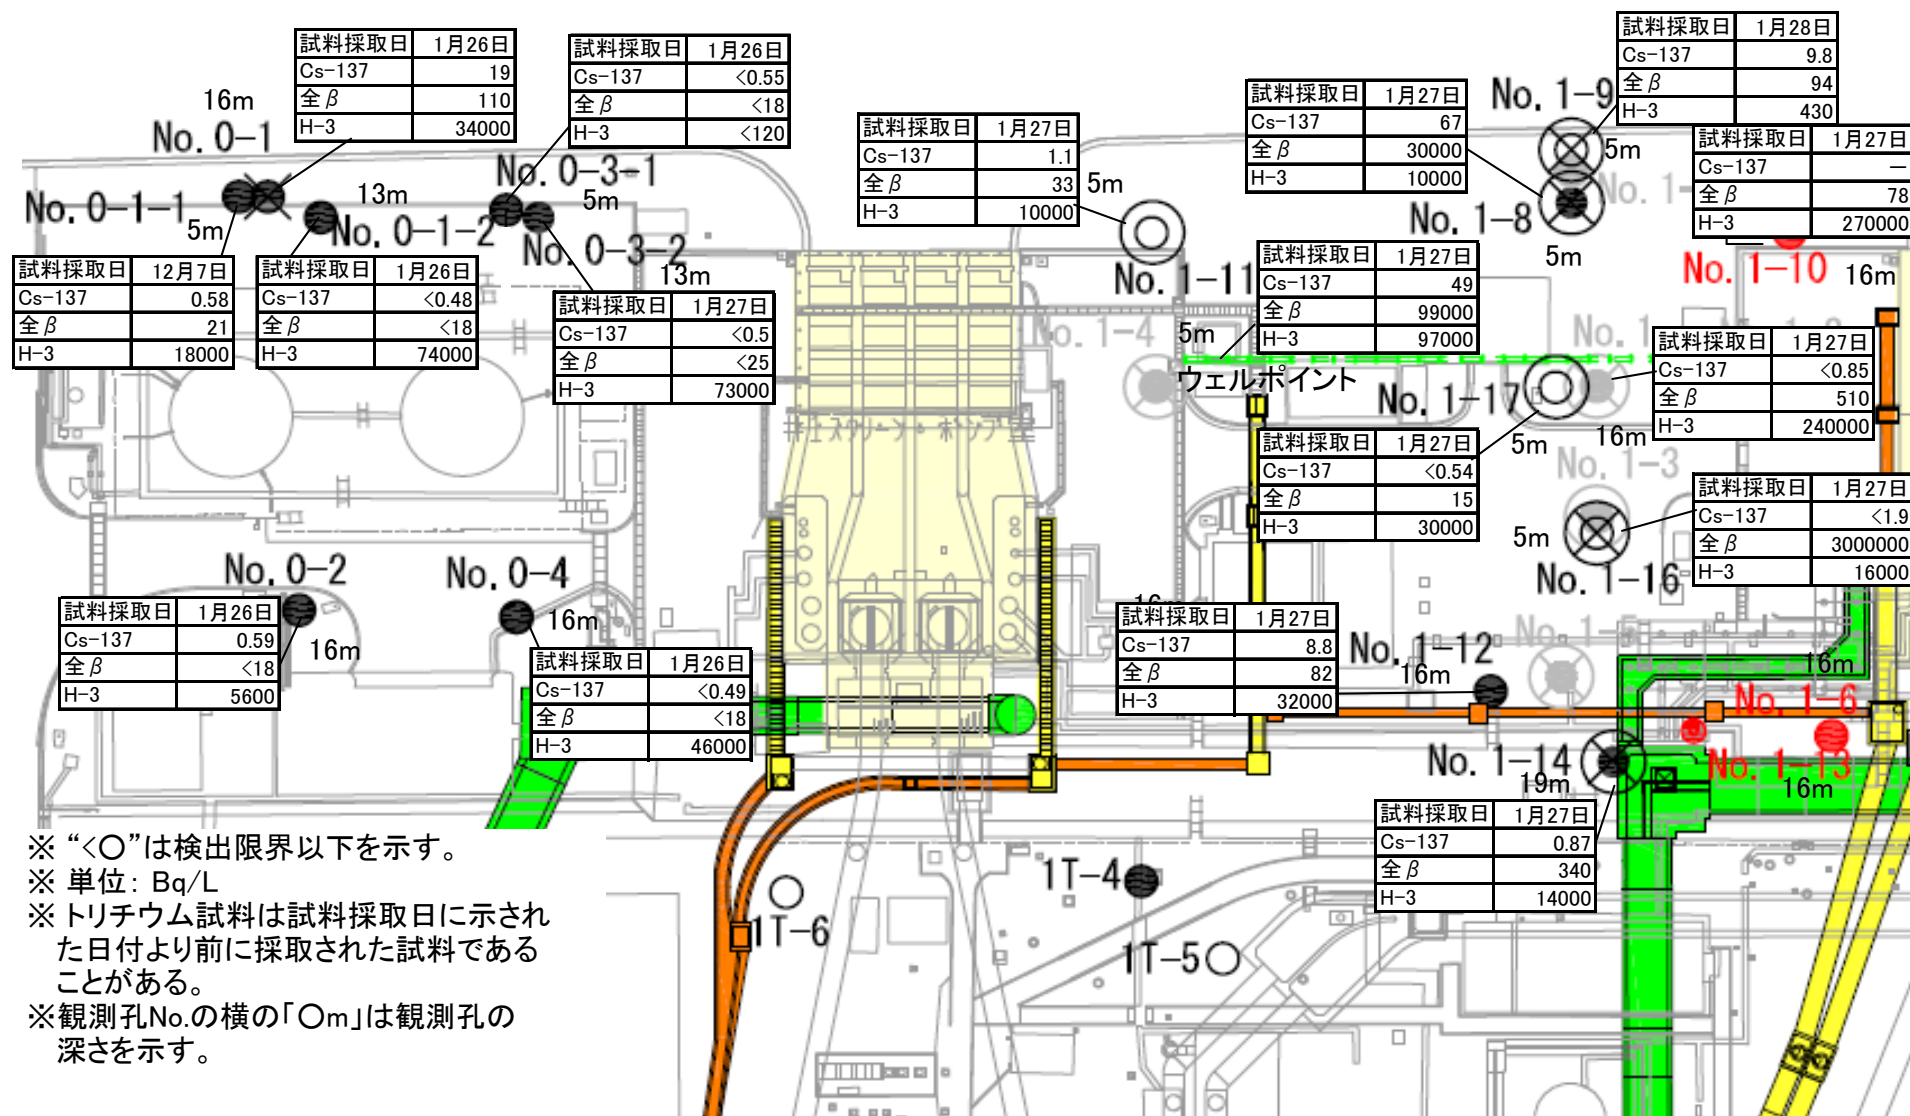 試料採取日 1月26日
Cs-137 19
全β 110
H-3 34000
試料採取日 1月26日
Cs-137 <0.55
全β <18
H-3 <120
試料採取日 1月27日
Cs-137 1.1
全β 33
H-3 10000
試料採取日 1月27日
Cs-137 67
全β 30000
H-3 10000
試料採取日 1月28日
Cs-137 9.8
全β 94
H-3 430
試料採取日 1月27日
Cs-137 －
全β 78
H-3 270000
16m
No. 0-1
No. 0-1-1
5m
13m
No. 0-1-2
No. 0-3-1
5m
No. 0-3-2
13m
5m
No. 1-11
No. 1-9
5m
No. 1-8
5m
No. 1-10
16m
試料採取日 12月7日
Cs-137 0.58
全β 21
H-3 18000
試料採取日 1月26日
Cs-137 <0.48
全β <18
H-3 74000
試料採取日 1月27日
Cs-137 <0.5
全β <25
H-3 73000
試料採取日 1月27日
Cs-137 49
全β 99000
H-3 97000
試料採取日 1月27日
Cs-137 <0.85
全β 510
H-3 240000
No. 1-4
5m
ウェルポイント
No. 1-17
5m
16m
No. 1-3
試料採取日 1月27日
Cs-137 <0.54
全β 15
H-3 30000
試料採取日 1月27日
Cs-137 <1.9
全β 3000000
H-3 16000
5m
No. 1-16
No. 0-2
16m
No. 0-4
16m
試料採取日 1月26日
Cs-137 0.59
全β <18
H-3 5600
試料採取日 1月26日
Cs-137 <0.49
全β <18
H-3 46000
試料採取日 1月27日
Cs-137 8.8
全β 82
H-3 32000
No. 1-12
16m
No. 1-5
16m
No. 1-6
No. 1-13
16m
No. 1-14
19m
試料採取日 1月27日
Cs-137 0.87
全β 340
H-3 14000
1T-4
1T-6
1T-5
※ “<○”は検出限界以下を示す。
※ 単位: Bq/L
※ トリチウム試料は試料採取日に示され
た日付より前に採取された試料である
ことがある。
※観測孔No.の横の「○m」は観測孔の
深さを示す。